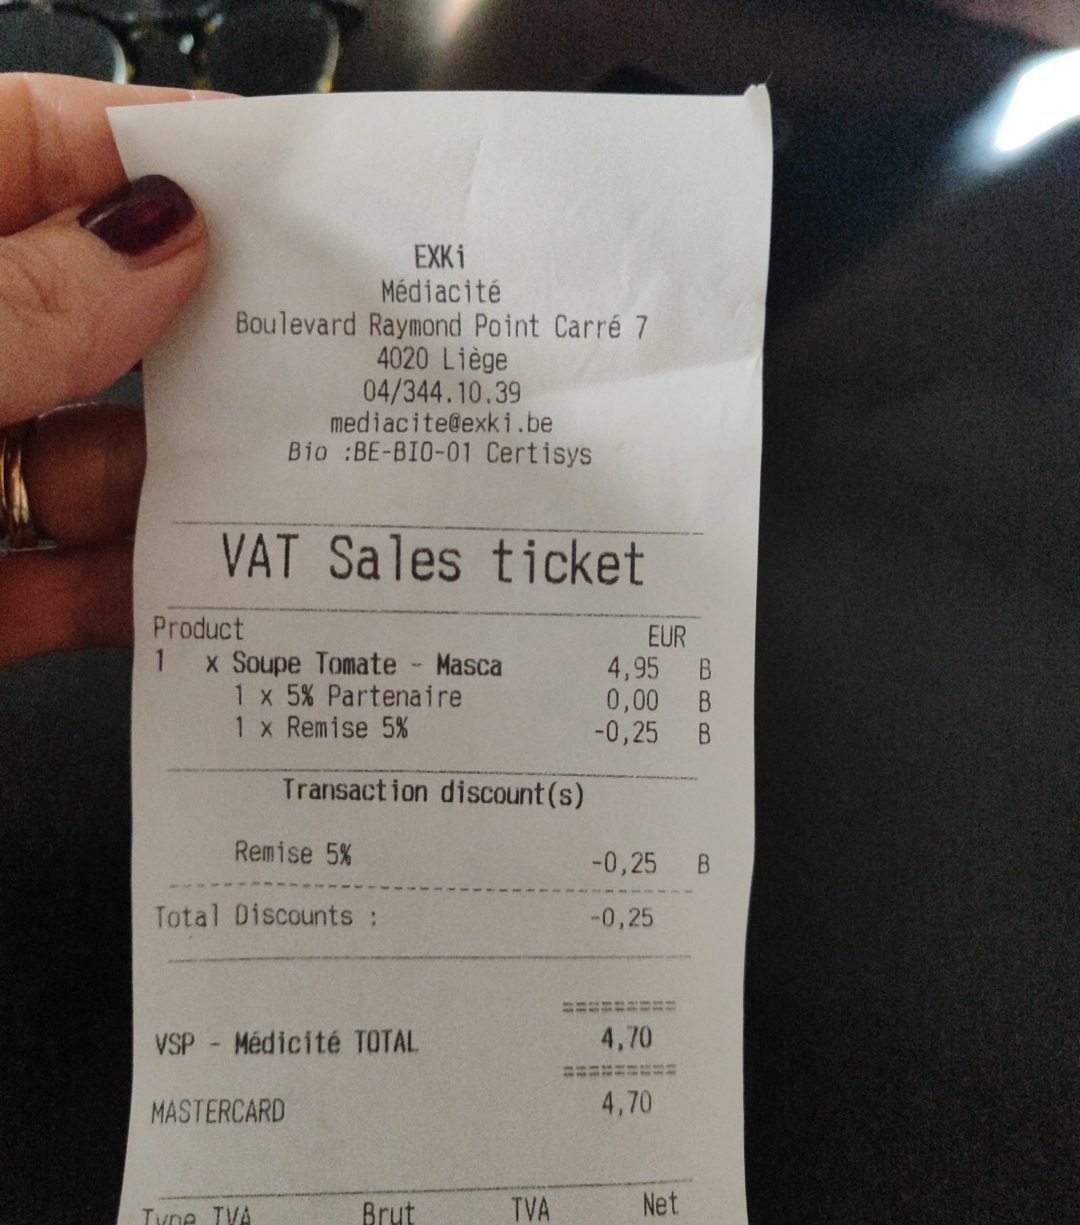 EXKi
Médiacité
Boulevard Raymond Point Carré 7
4020 Liège
04/344.10.39
mediacite@exki.be
Bio :BE-BIO-01 Certisys
VAT Sales ticket
Product EUR
1 x Soupe Tomate - Masca 4,95 B
1 x 5% Partenaire 0,00 B
1 x Remise 5% -0,25 B
Transaction discount(s)
Remise 5% -0,25 B
Total Discounts : -0,25
=========
VSP - Médicité TOTAL 4,70
=========
MASTERCARD 4,70
Type TVA Brut TVA Net